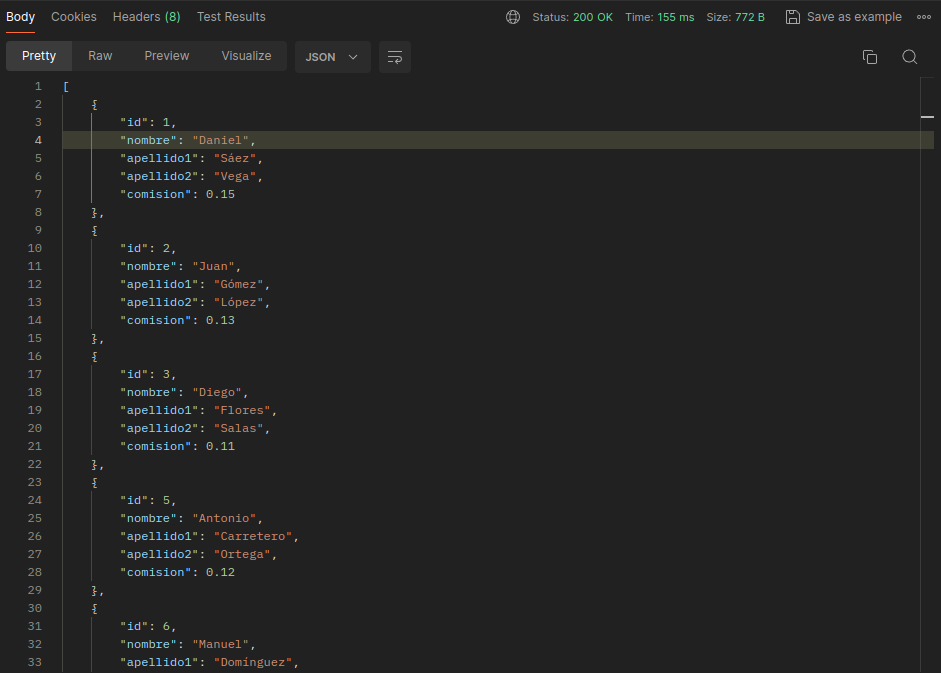 Body Cookies Headers (8) Test Results Status: 200 OK Time: 155 ms Size: 772 B Save as example
Pretty Raw Preview Visualize JSON
1 [
2 {
3 "id": 1,
4 "nombre": "Daniel",
5 "apellido1": "Sáez",
6 "apellido2": "Vega",
7 "comision": 0.15
8 },
9 {
10 "id": 2,
11 "nombre": "Juan",
12 "apellido1": "Gómez",
13 "apellido2": "López",
14 "comision": 0.13
15 },
16 {
17 "id": 3,
18 "nombre": "Diego",
19 "apellido1": "Flores",
20 "apellido2": "Salas",
21 "comision": 0.11
22 },
23 {
24 "id": 5,
25 "nombre": "Antonio",
26 "apellido1": "Carretero",
27 "apellido2": "Ortega",
28 "comision": 0.12
29 },
30 {
31 "id": 6,
32 "nombre": "Manuel",
33 "apellido1": "Domínguez",